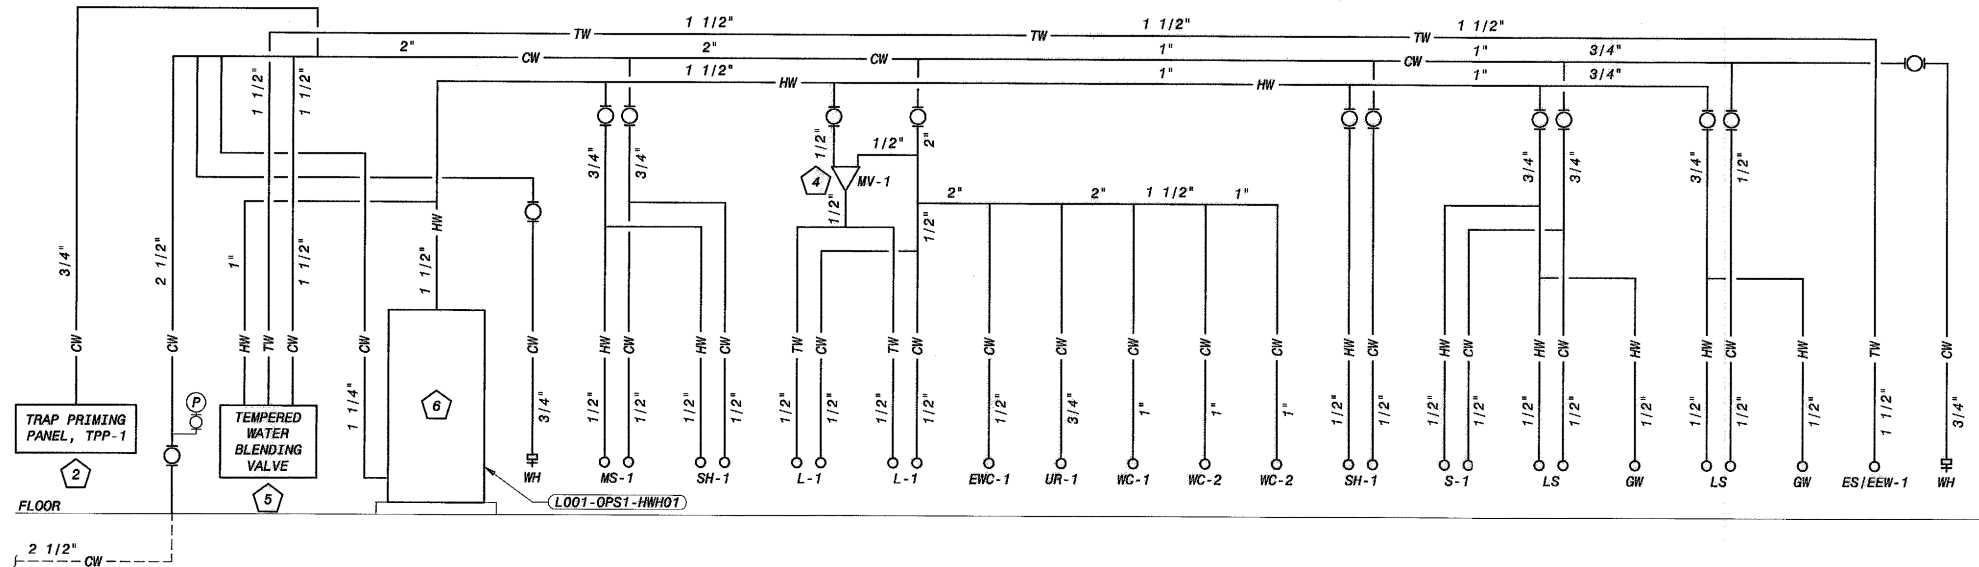 1 1/2" 1 1/2" 1 1/2"
TW TW TW
2" 2" 1" 1" 3/4"
CW CW CW
1 1/2" 1" 1" 3/4"
HW HW
1 1/2" 1 1/2"
3/4" 3/4" 1/2" 1/2" 2" 3/4" 3/4" 3/4" 1/2"
4 MV-1
1/2"
2" 2" 1 1/2" 1"
HW
1/2"
3/4" 2 1/2" 1" 1 1/2" 1 1/2"
CW CW HW TW CW CW CW HW CW HW CW TW CW TW CW CW CW CW CW CW HW CW HW CW HW CW HW HW CW HW TW CW
P
6
1 1/4" 3/4" 1/2" 1/2" 1/2" 1/2" 1/2" 1/2" 1/2" 1/2" 1/2" 3/4" 1" 1" 1" 1/2" 1/2" 1/2" 1/2" 1/2" 1/2" 1/2" 1/2" 1/2" 1/2" 1 1/2" 3/4"
TRAP PRIMING
PANEL, TPP-1
2
TEMPERED
WATER
BLENDING
VALVE
5
WH MS-1 SH-1 L-1 L-1 EWC-1 UR-1 WC-1 WC-2 WC-2 SH-1 S-1 LS GW LS GW ES/EEW-1 WH
L001-OPS1-HWH01
FLOOR
2 1/2"
CW